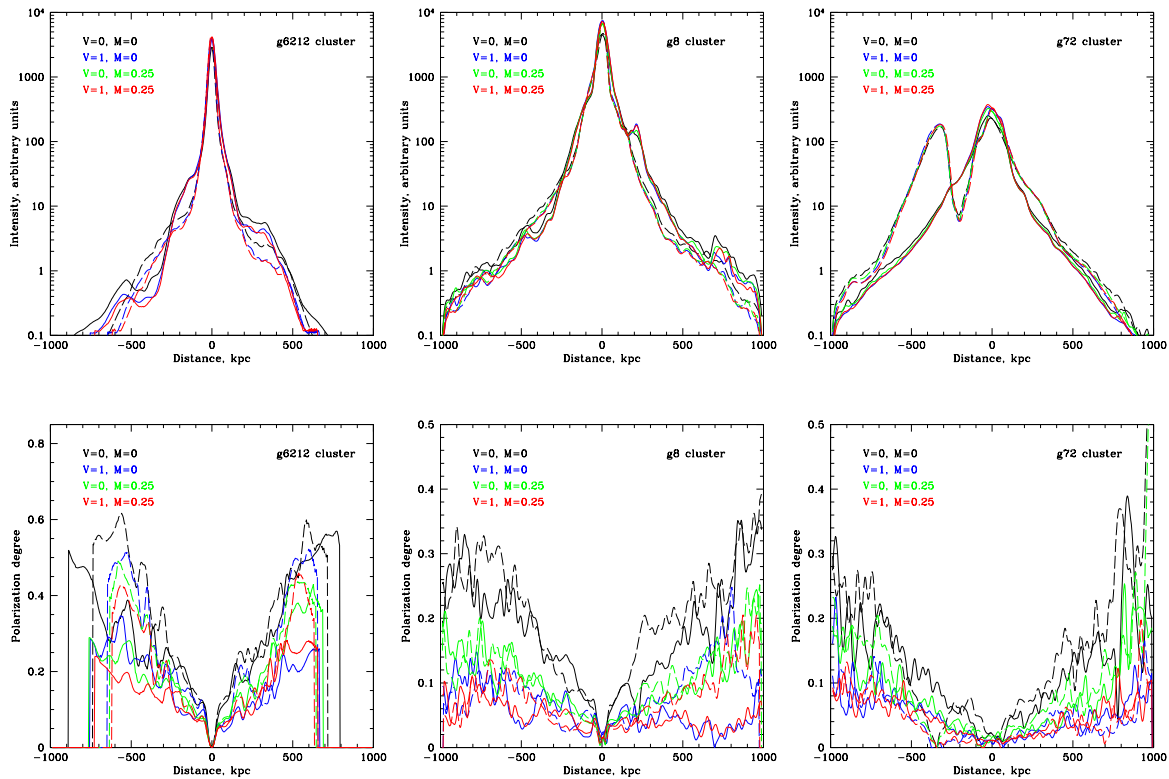 10⁴
1000
100
10
1
0.1
Intensity, arbitrary units
V=0, M=0
V=1, M=0
V=0, M=0.25
V=1, M=0.25
g6212 cluster
−1000 −500 0 500 1000
Distance, kpc
10⁴
1000
100
10
1
0.1
Intensity, arbitrary units
V=0, M=0
V=1, M=0
V=0, M=0.25
V=1, M=0.25
g8 cluster
−1000 −500 0 500 1000
Distance, kpc
10⁴
1000
100
10
1
0.1
Intensity, arbitrary units
V=0, M=0
V=1, M=0
V=0, M=0.25
V=1, M=0.25
g72 cluster
−1000 −500 0 500 1000
Distance, kpc
0.8
0.6
0.4
0.2
0
Polarization degree
V=0, M=0
V=1, M=0
V=0, M=0.25
V=1, M=0.25
g6212 cluster
−1000 −500 0 500 1000
Distance, kpc
0.5
0.4
0.3
0.2
0.1
0
Polarization degree
V=0, M=0
V=1, M=0
V=0, M=0.25
V=1, M=0.25
g8 cluster
−1000 −500 0 500 1000
Distance, kpc
0.5
0.4
0.3
0.2
0.1
0
Polarization degree
V=0, M=0
V=1, M=0
V=0, M=0.25
V=1, M=0.25
g72 cluster
−1000 −500 0 500 1000
Distance, kpc